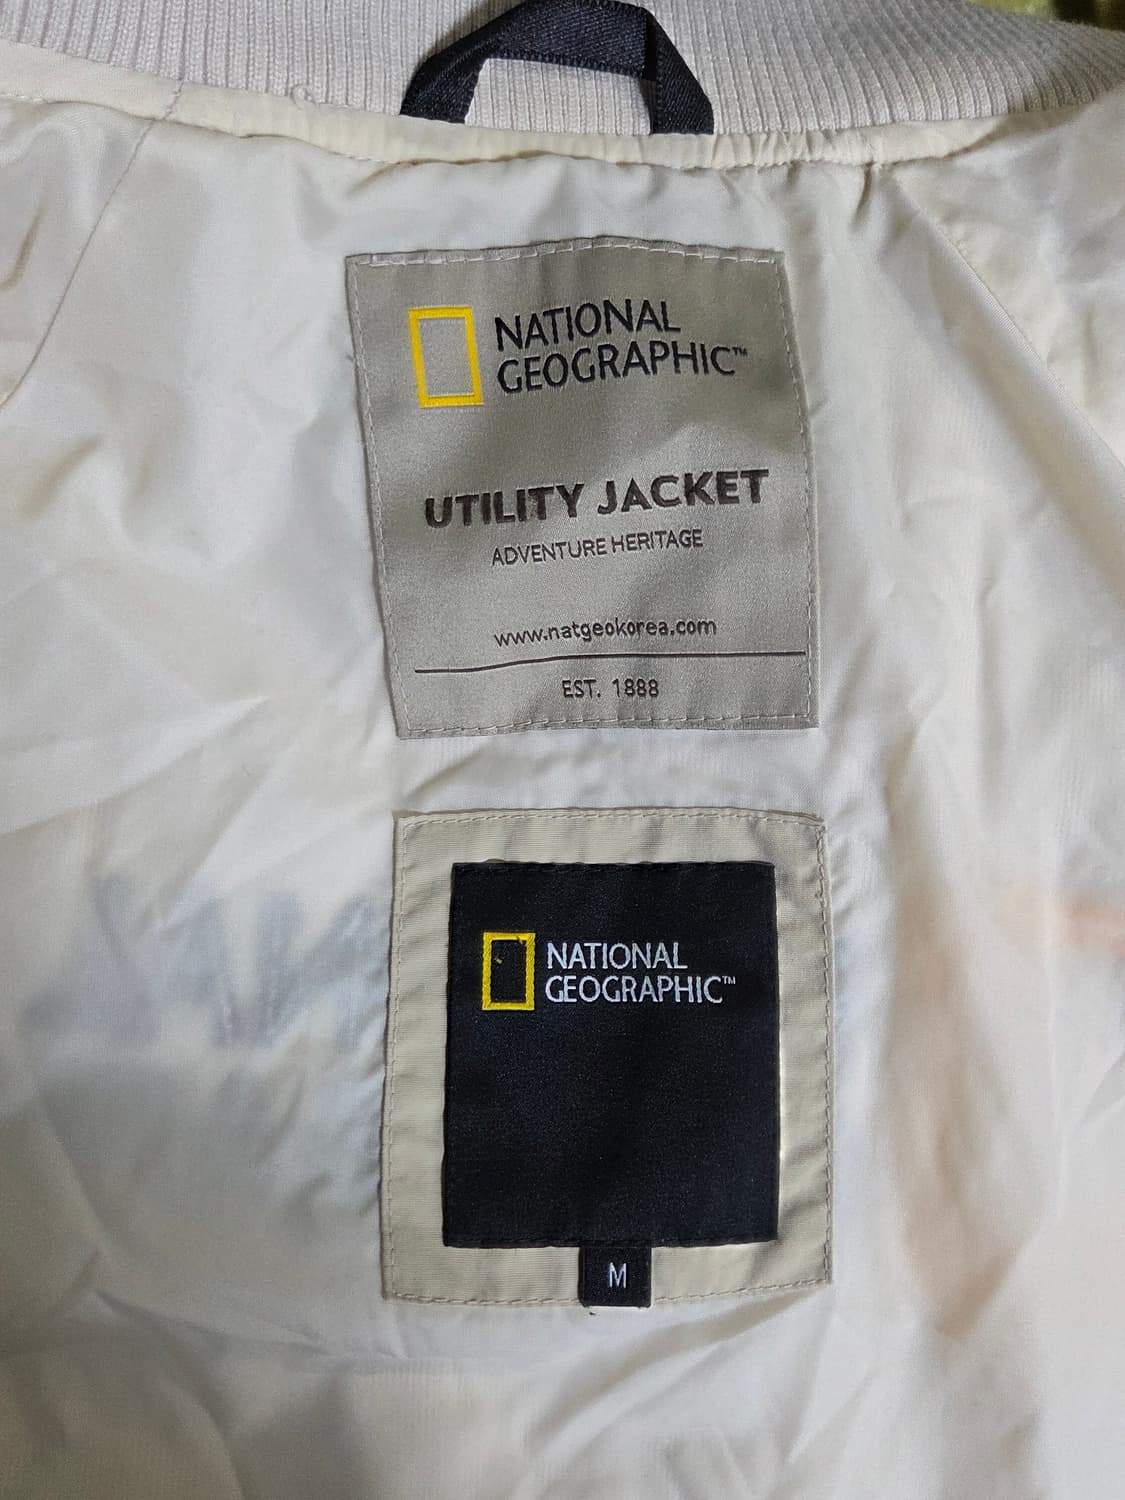 NATIONAL
GEOGRAPHIC™
UTILITY JACKET
ADVENTURE HERITAGE
www.natgeokorea.com
EST. 1888
NATIONAL
GEOGRAPHIC™
M